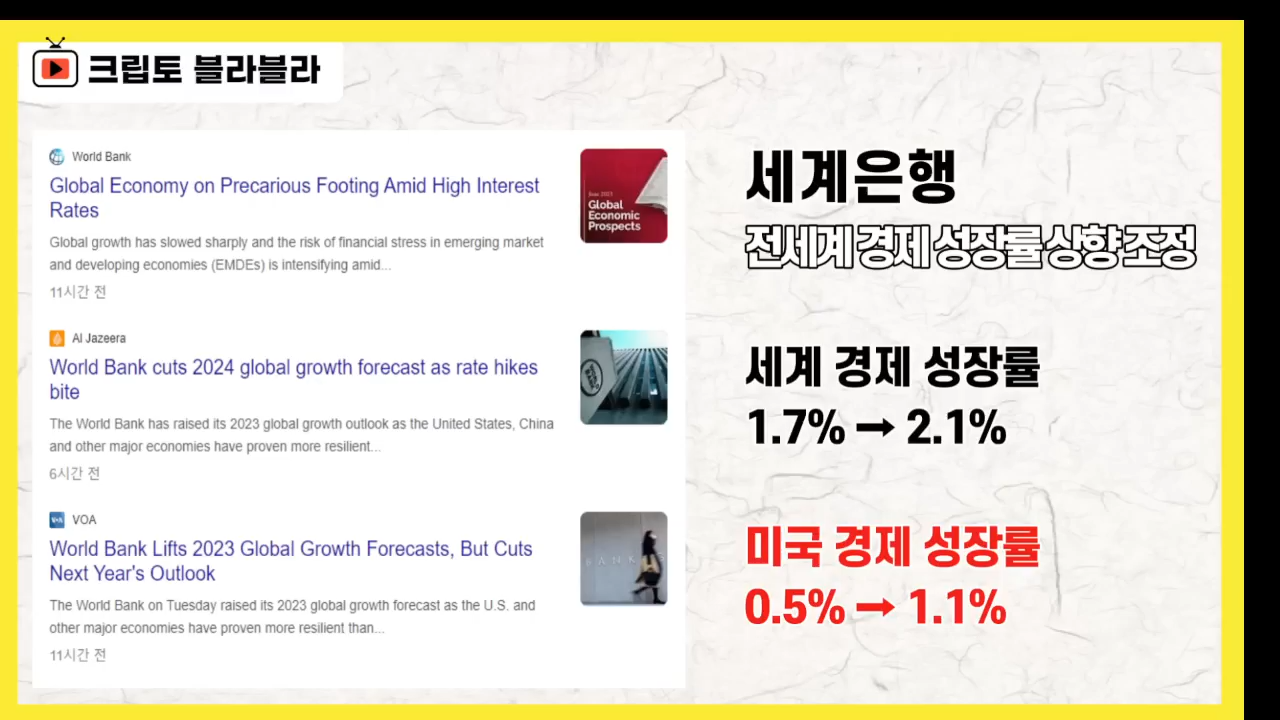 크립토 블라블라
World Bank
Global Economy on Precarious Footing Amid High Interest
Rates
Global growth has slowed sharply and the risk of financial stress in emerging market
and developing economies (EMDEs) is intensifying amid...
11시간 전
Global
Economic
Prospects
Al Jazeera
World Bank cuts 2024 global growth forecast as rate hikes
bite
The World Bank has raised its 2023 global growth outlook as the United States, China
and other major economies have proven more resilient...
6시간 전
VOA
World Bank Lifts 2023 Global Growth Forecasts, But Cuts
Next Year's Outlook
The World Bank on Tuesday raised its 2023 global growth forecast as the U.S. and
other major economies have proven more resilient than...
11시간 전
BANK
세계은행
전세계 경제 성장률 상향 조정
세계 경제 성장률
1.7% → 2.1%
미국 경제 성장률
0.5% → 1.1%